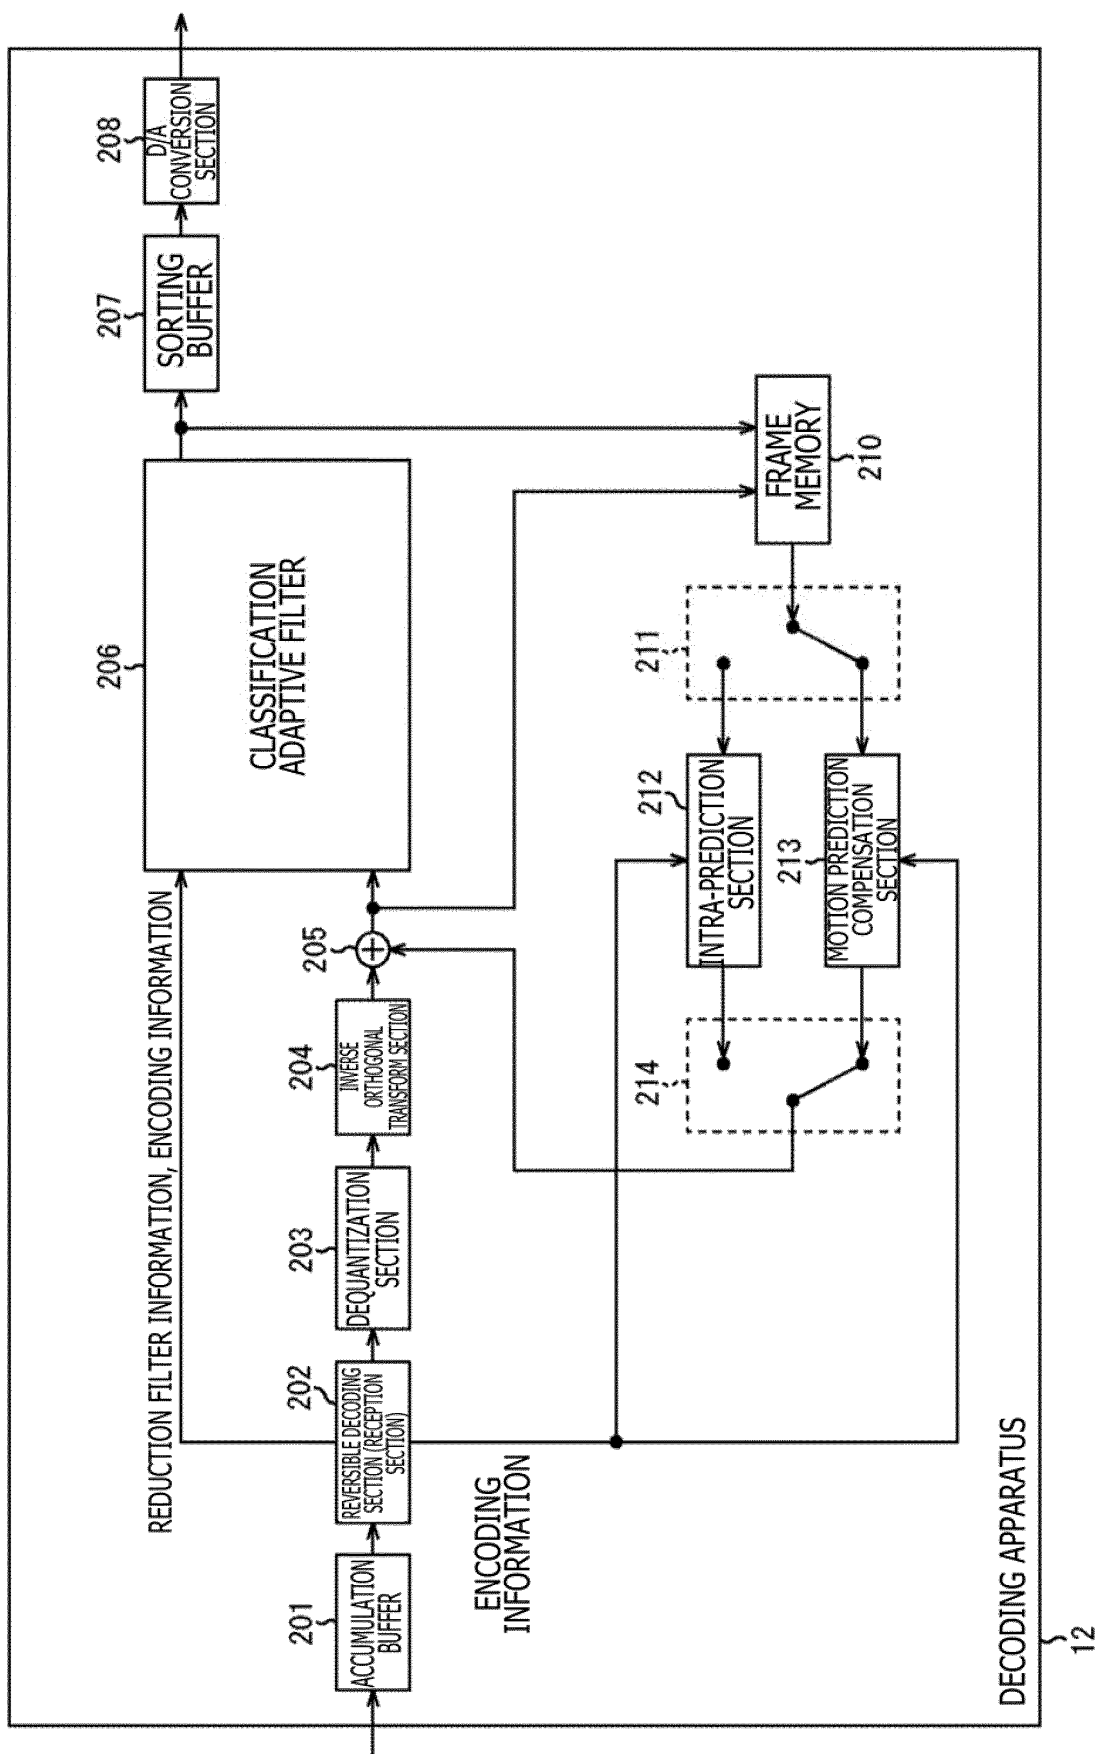 REDUCTION FILTER INFORMATION, ENCODING INFORMATION
206
CLASSIFICATION
ADAPTIVE FILTER
207
SORTING
BUFFER
208
D/A
CONVERSION
SECTION
201
ACCUMULATION
BUFFER
202
REVERSIBLE DECODING
SECTION (RECEPTION
SECTION)
203
DEQUANTIZATION
SECTION
204
INVERSE
ORTHOGONAL
TRANSFORM SECTION
205
+
ENCODING
INFORMATION
214
212
INTRA-PREDICTION
SECTION
213
MOTION PREDICTION
COMPENSATION
SECTION
211
FRAME
MEMORY
210
DECODING APPARATUS
12